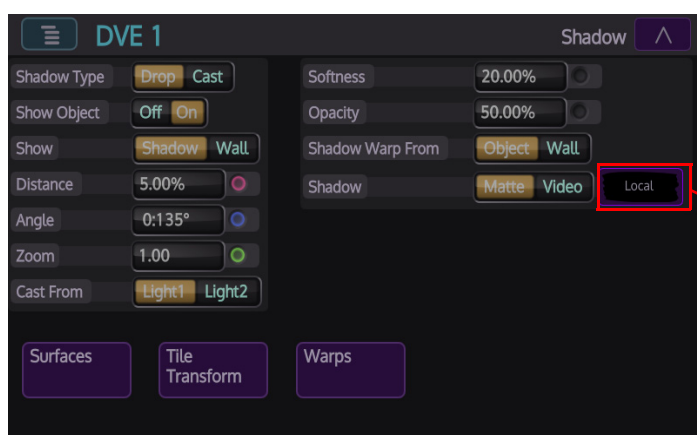 DVE 1
Shadow
Shadow Type Drop Cast
Show Object Off On
Show Shadow Wall
Distance 5.00%
Angle 0:135°
Zoom 1.00
Cast From Light1 Light2
Softness 20.00%
Opacity 50.00%
Shadow Warp From Object Wall
Shadow Matte Video Local
Surfaces
Tile
Transform
Warps